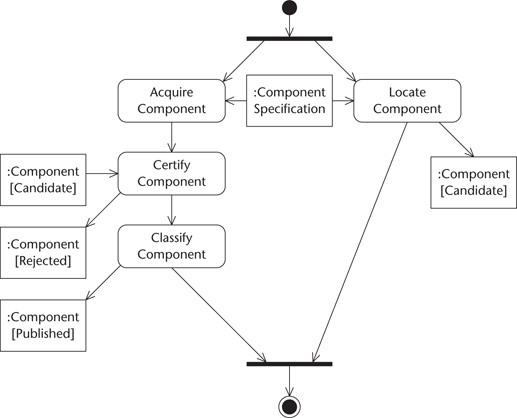 Acquire
Component
:Component
Specification
Locate
Component
:Component
[Candidate]
Certify
Component
:Component
[Candidate]
:Component
[Rejected]
Classify
Component
:Component
[Published]